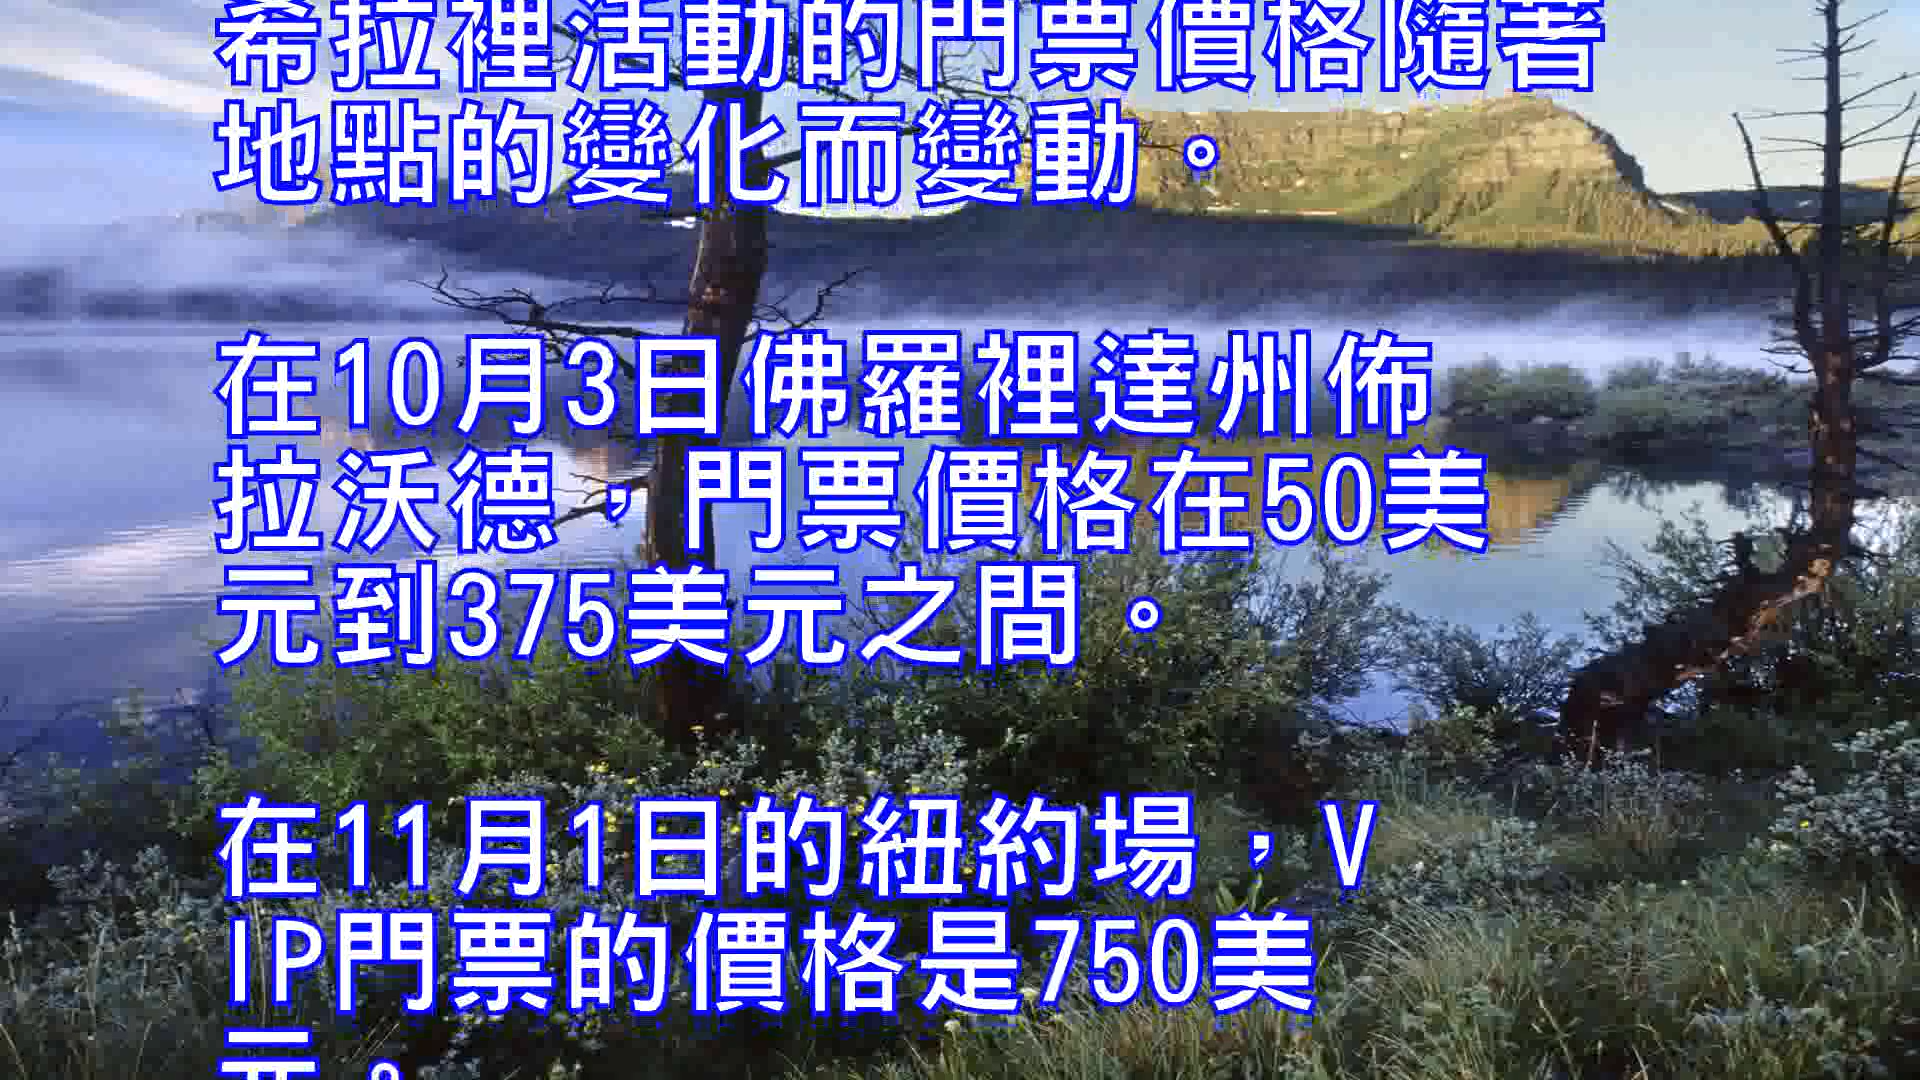 希拉裡活動的門票價格隨著
地點的變化而變動。
在10月3日佛羅裡達州佈
拉沃德，門票價格在50美
元到375美元之間。
在11月1日的紐約場，V
IP門票的價格是750美
元。